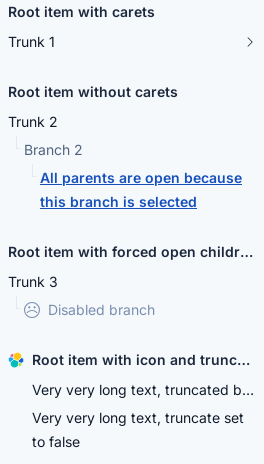 Root item with carets
Trunk 1
Root item without carets
Trunk 2
Branch 2
All parents are open because
this branch is selected
Root item with forced open childr...
Trunk 3
Disabled branch
Root item with icon and trunc...
Very very long text, truncated b...
Very very long text, truncate set
to false